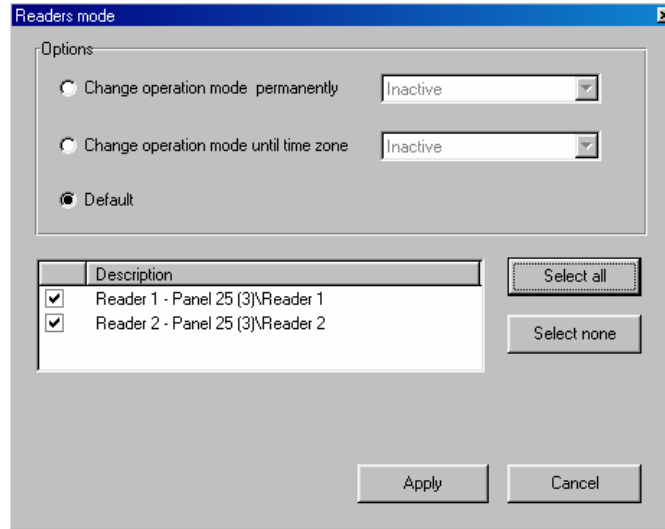 Readers mode
Options
Change operation mode permanently
Inactive
Change operation mode until time zone
Inactive
Default
Description
Reader 1 - Panel 25 (3)\Reader 1
Reader 2 - Panel 25 (3)\Reader 2
Select all
Select none
Apply
Cancel